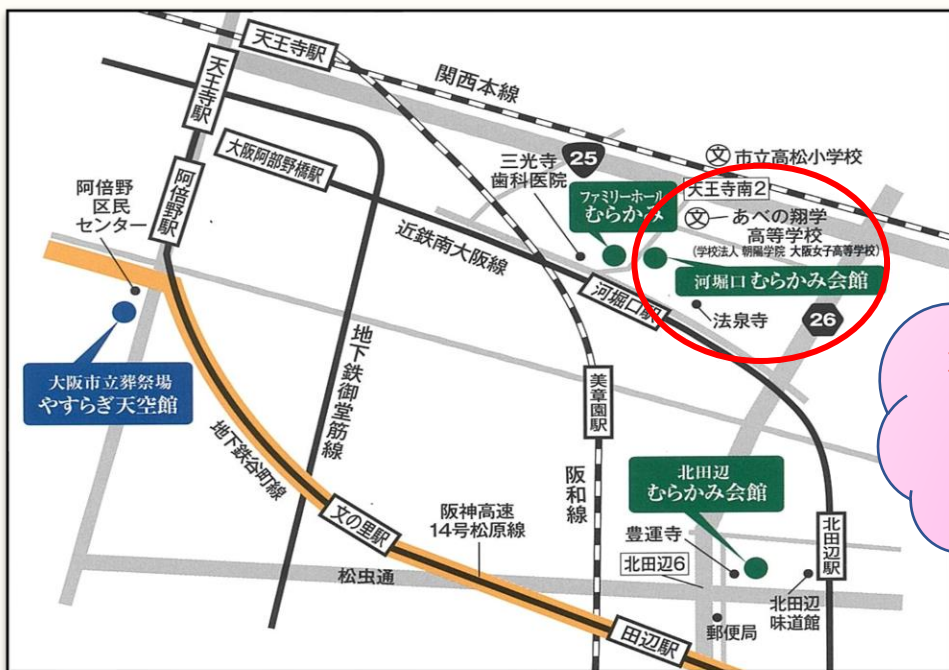 天王寺駅
天王寺駅
関西本線
大阪阿部野橋駅
三光寺
歯科医院
25
市立高松小学校
文
天王寺南2
ファミリーホール
むらかみ
文
あべの翔学
高等学校
(学校法人 朝陽学院 大阪女子高等学校)
阿倍野駅
阿倍野
区民
センター
近鉄南大阪線
河堀口駅
河堀口 むらかみ会館
法泉寺
26
大阪市立葬祭場
やすらぎ天空館
地下鉄御堂筋線
地下鉄谷町線
美章園駅
阪和線
北田辺
むらかみ会館
文の里駅
阪神高速
14号松原線
松虫通
豊運寺
北田辺6
北田辺駅
北田辺
味道館
郵便局
田辺駅